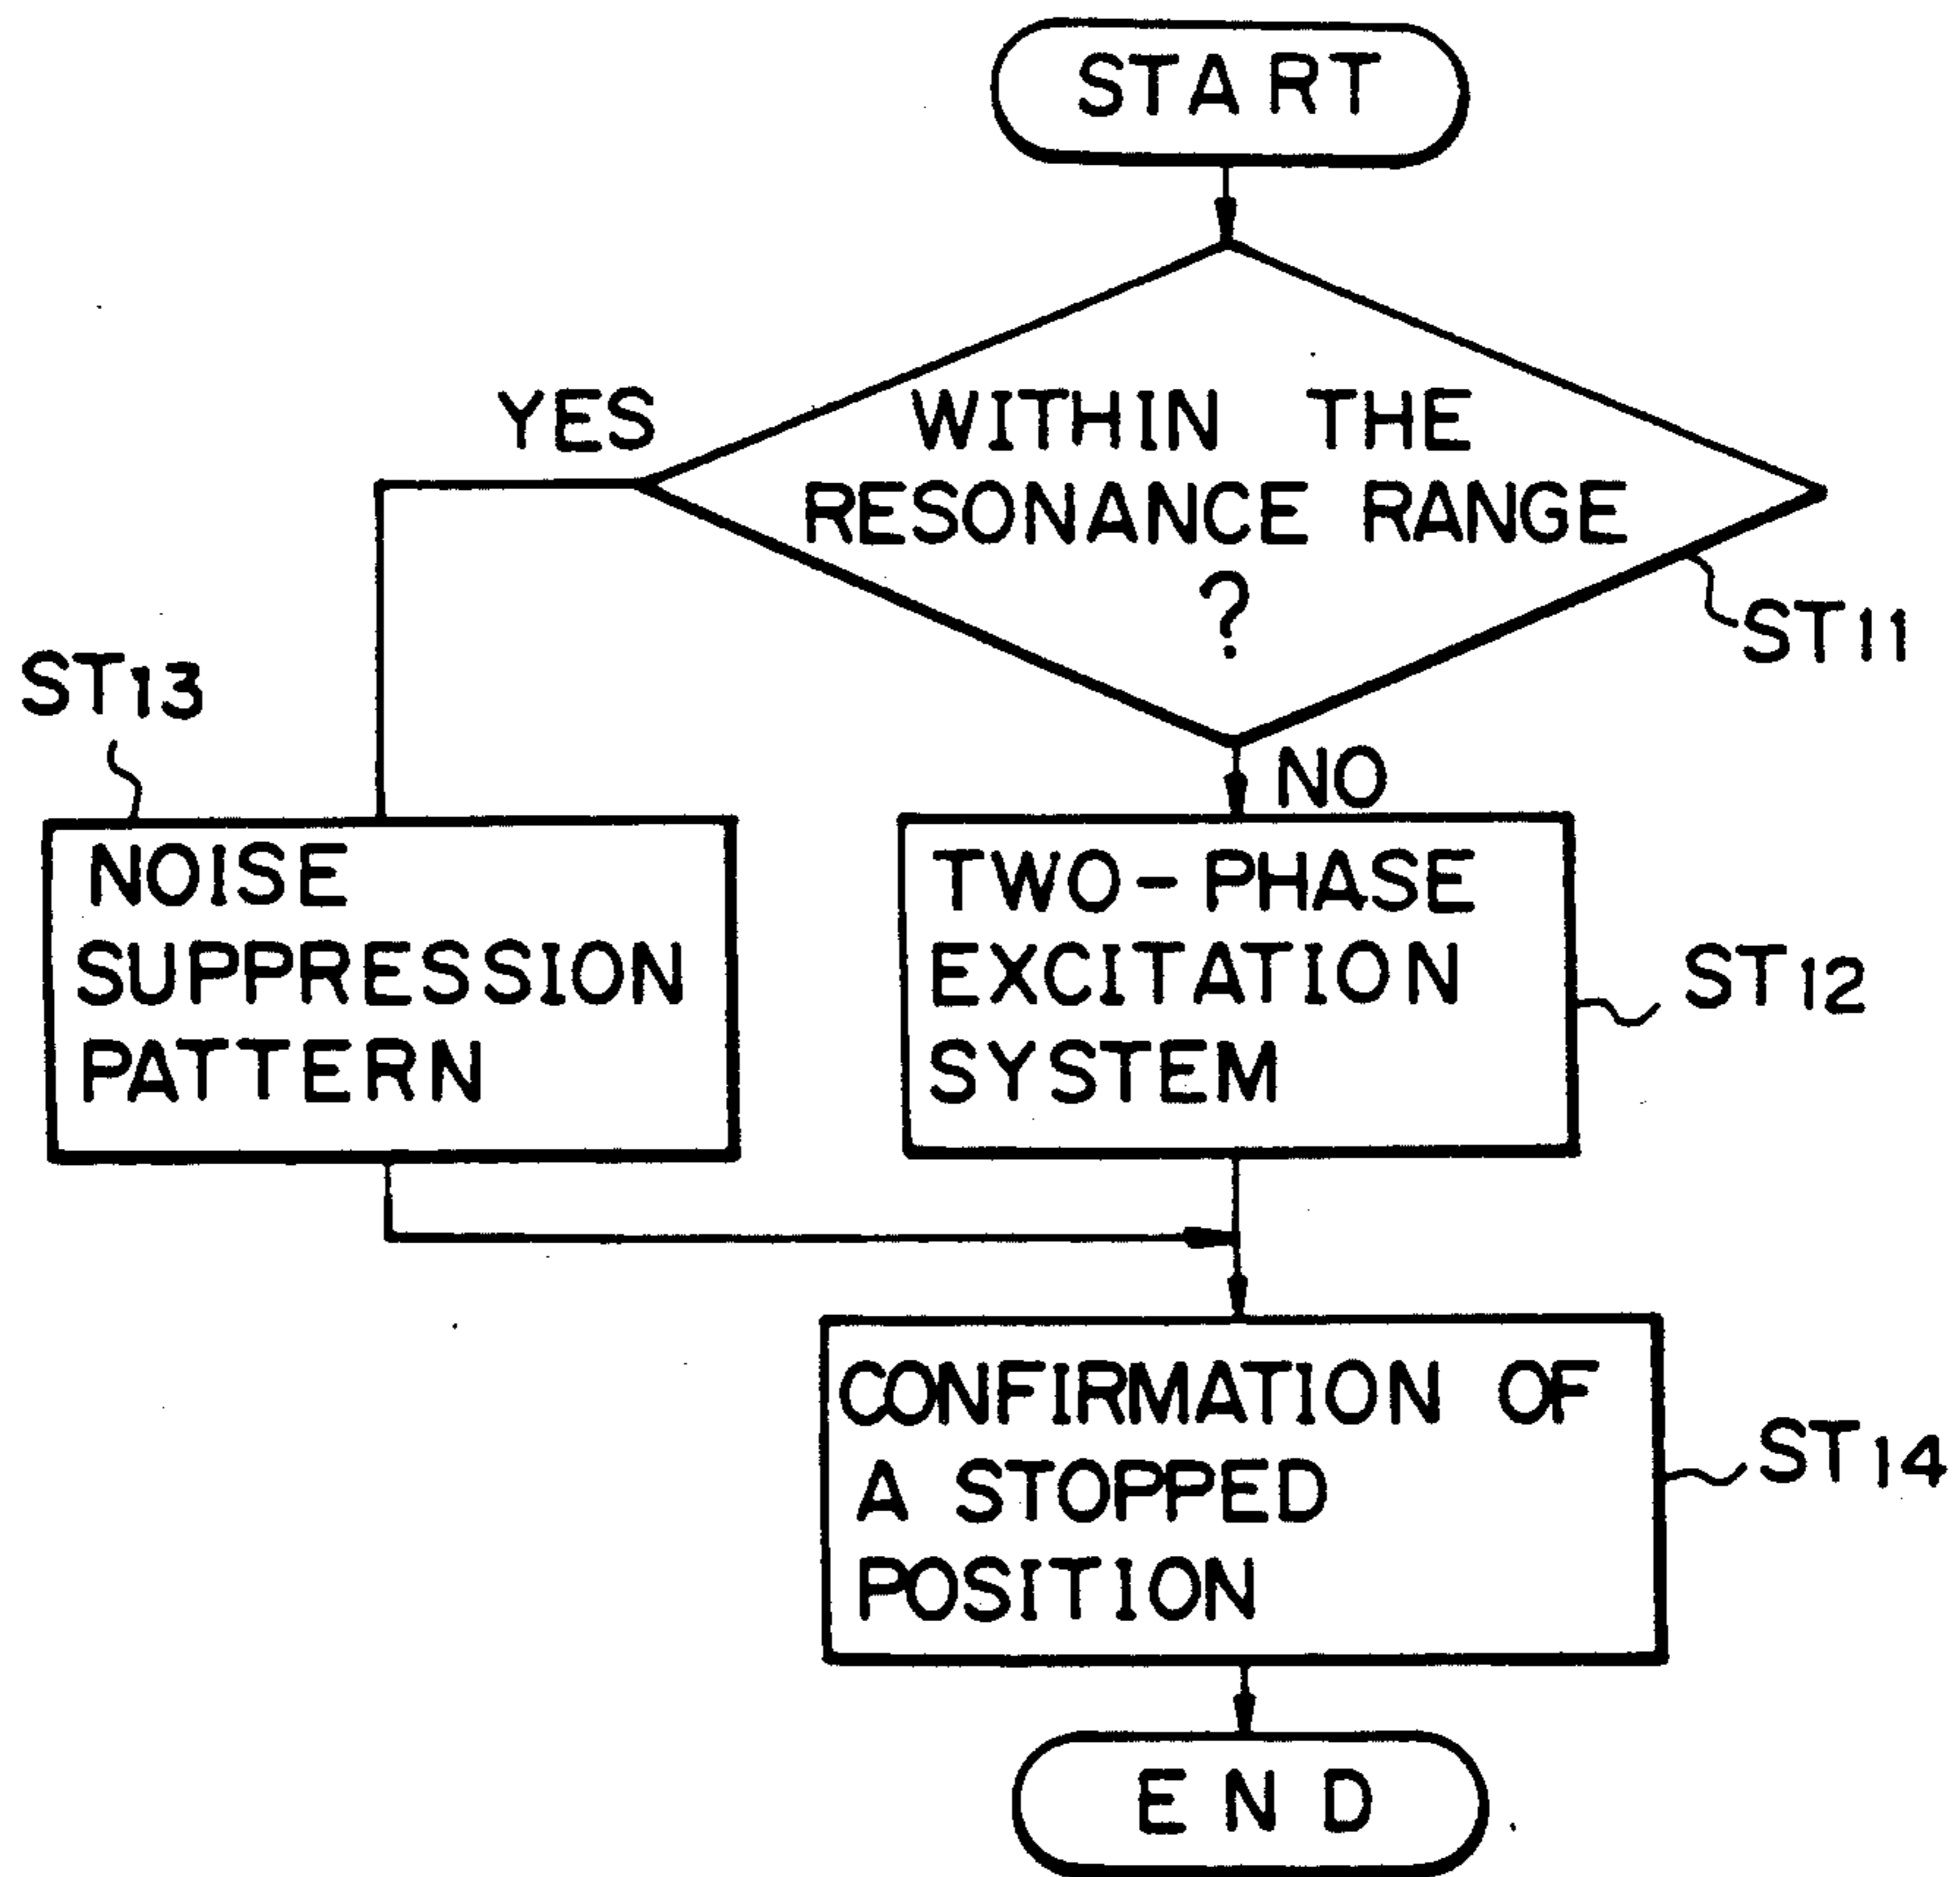 START
WITHIN THE
RESONANCE RANGE
?
YES
ST11
NO
ST13
NOISE
SUPPRESSION
PATTERN
TWO-PHASE
EXCITATION
SYSTEM
ST12
CONFIRMATION OF
A STOPPED
POSITION
ST14
END